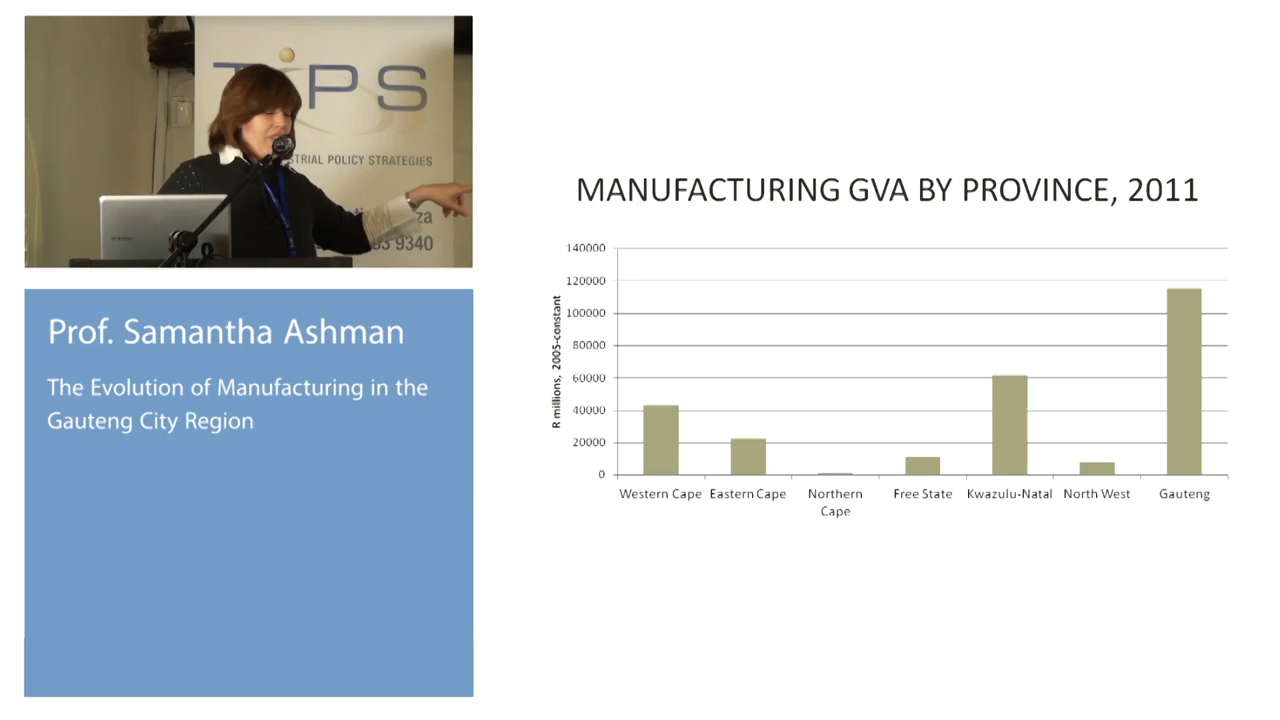 TIPS
STRIAL POLICY STRATEGIES
za
93 9340
Prof. Samantha Ashman
The Evolution of Manufacturing in the
Gauteng City Region
MANUFACTURING GVA BY PROVINCE, 2011
R millions, 2005-constant
140000
120000
100000
80000
60000
40000
20000
0
Western Cape
Eastern Cape
Northern
Cape
Free State
Kwazulu-Natal
North West
Gauteng